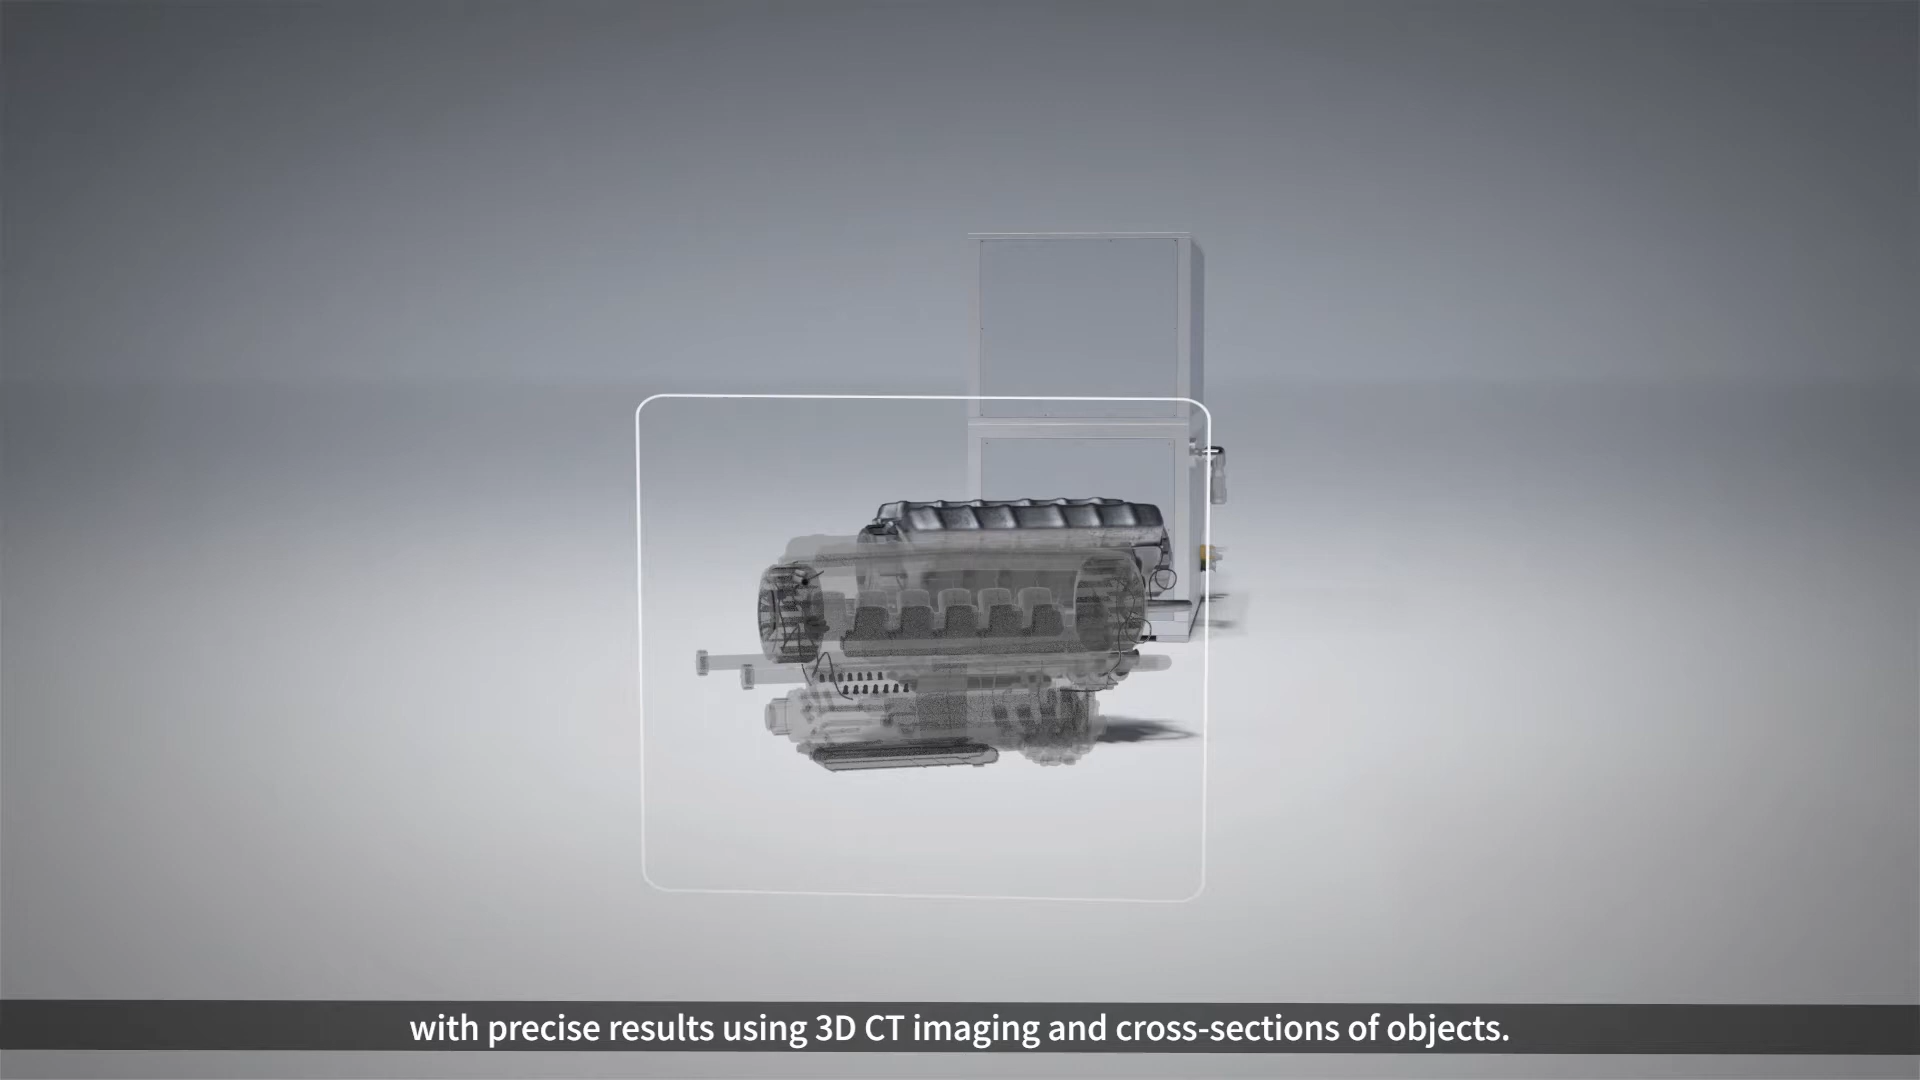 with precise results using 3D CT imaging and cross-sections of objects.